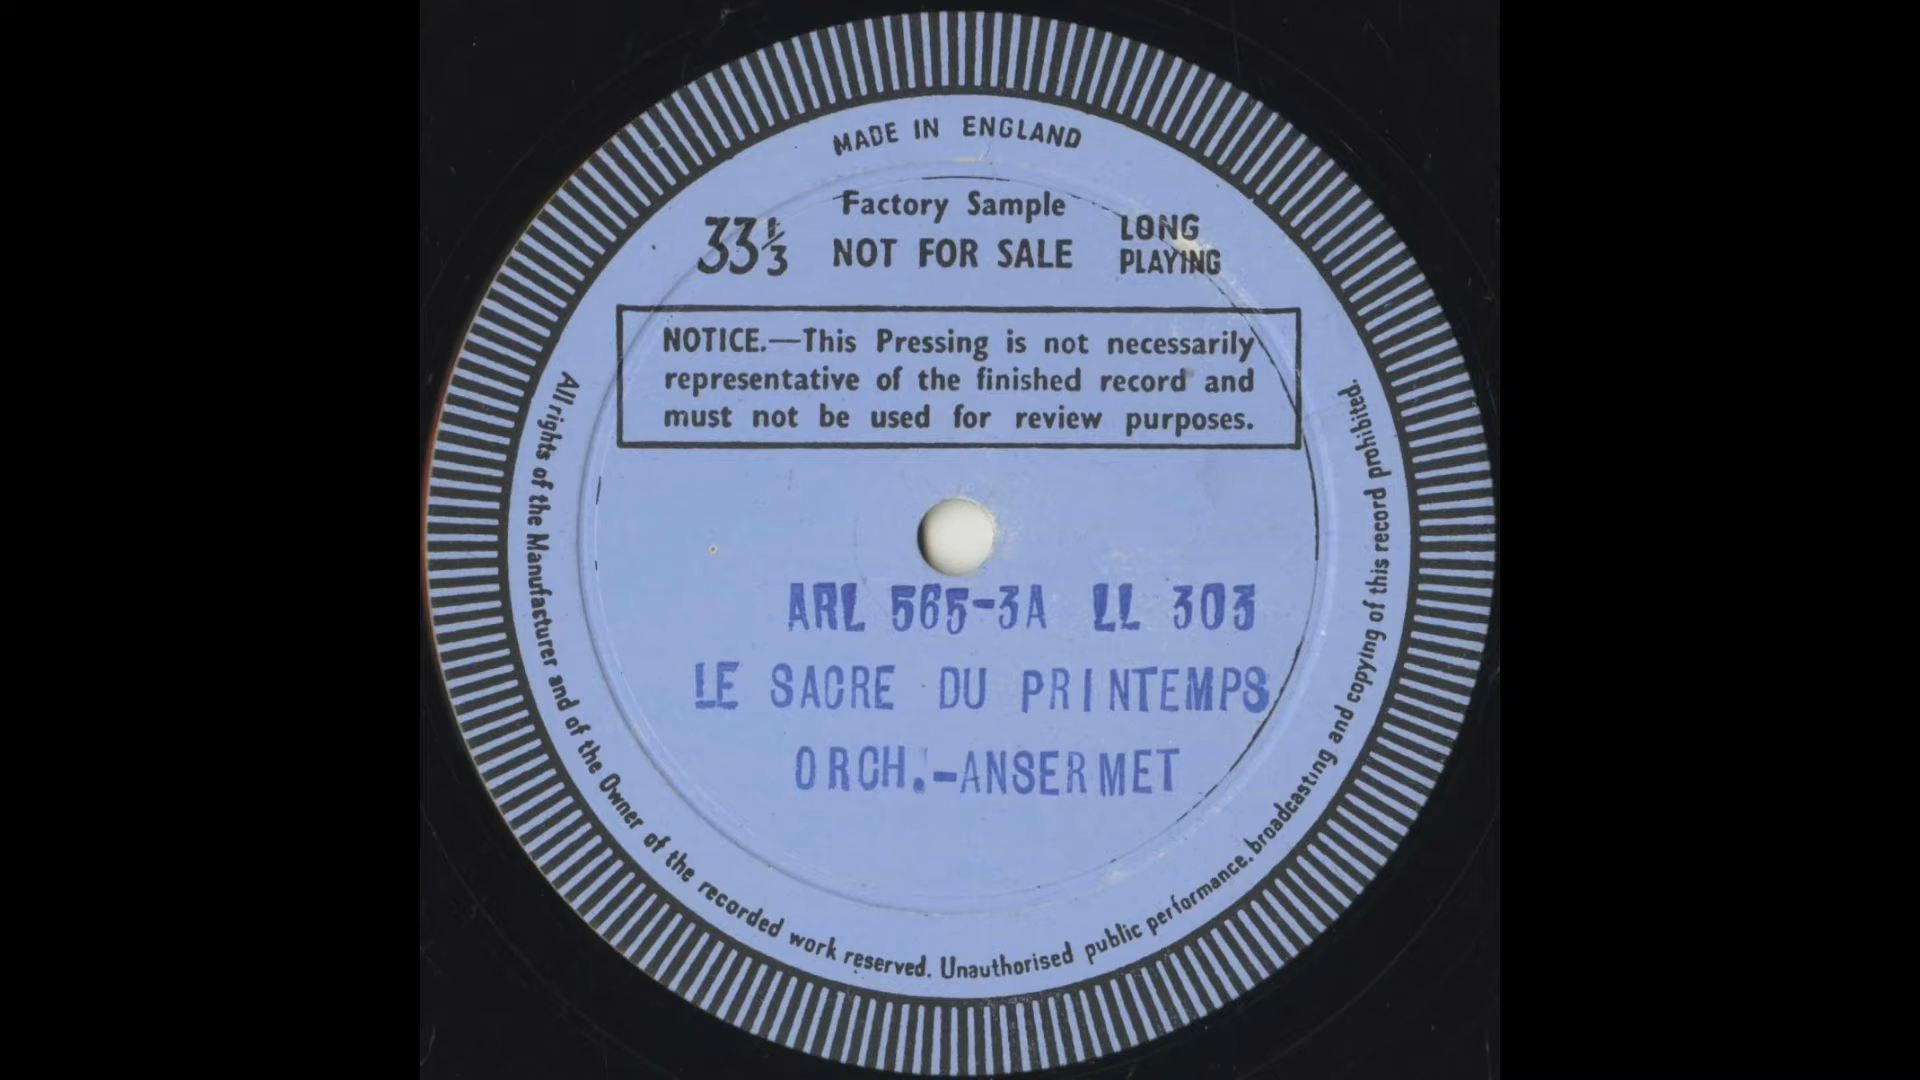 MADE IN ENGLAND
Factory Sample
33⅓ NOT FOR SALE LONG PLAYING
NOTICE.—This Pressing is not necessarily
representative of the finished record and
must not be used for review purposes.
ARL 565-3A LL 303
LE SACRE DU PRINTEMPS
ORCH.-ANSERMET
All rights of the Manufacturer and of the Owner of the recorded work reserved. Unauthorised public performance, broadcasting and copying of this record prohibited.